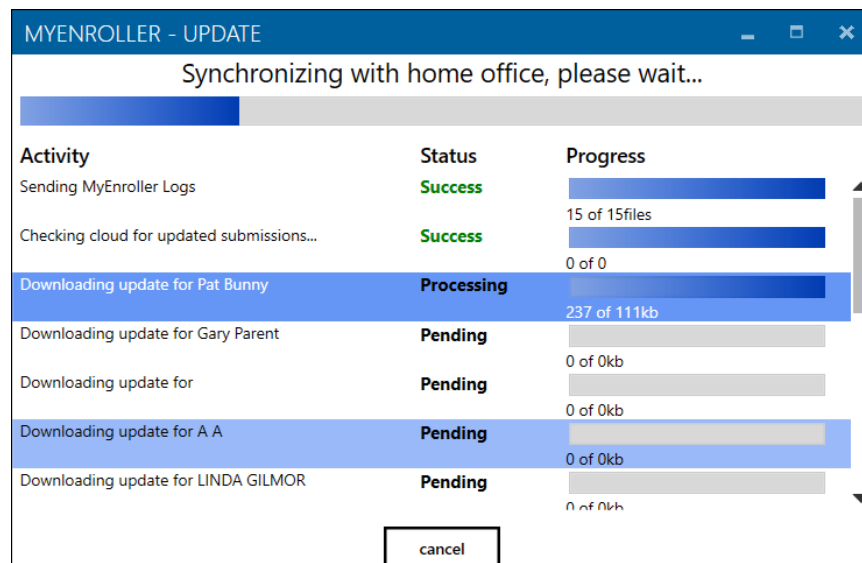 MYENROLLER - UPDATE
Synchronizing with home office, please wait...
Activity Status Progress
Sending MyEnroller Logs Success
15 of 15files
Checking cloud for updated submissions... Success
0 of 0
Downloading update for Pat Bunny Processing
237 of 111kb
Downloading update for Gary Parent Pending
0 of 0kb
Downloading update for Pending
0 of 0kb
Downloading update for A A Pending
0 of 0kb
Downloading update for LINDA GILMOR Pending
0 of 0kb
cancel